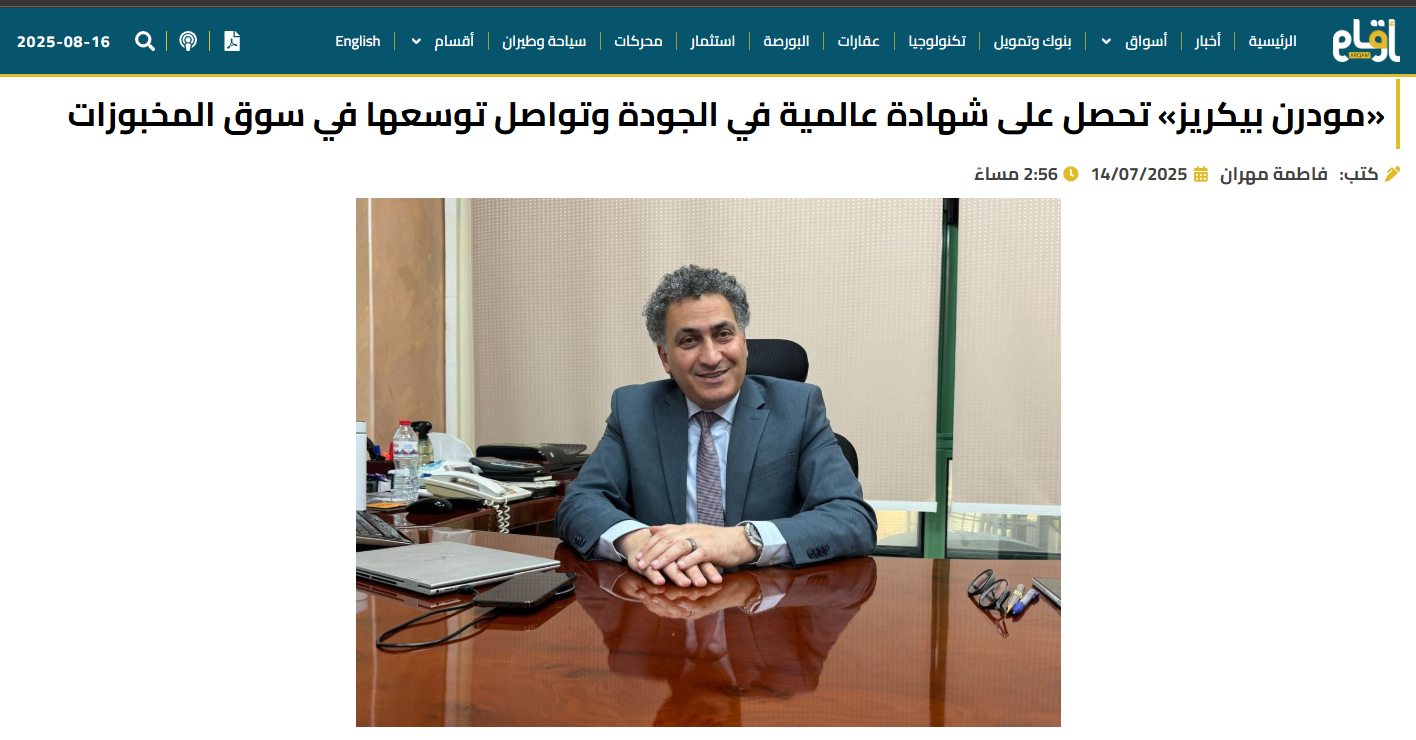 أرقام
ARQAM
الرئيسية
أخبار
أسواق
بنوك وتمويل
تكنولوجيا
عقارات
البورصة
استثمار
محركات
سياحة وطيران
أقسام
English
2025-08-16
«مودرن بيكريز» تحصل على شهادة عالمية في الجودة وتواصل توسعها في سوق المخبوزات
كتب: فاطمة مهران 14/07/2025 2:56 مساءً